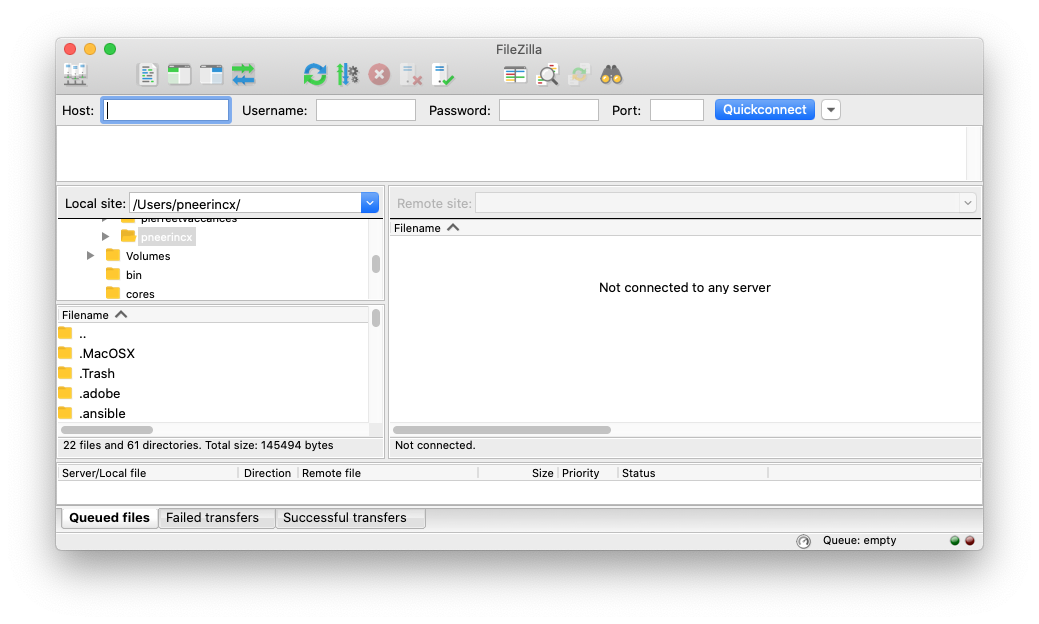 FileZilla
Host: Username: Password: Port: Quickconnect
Local site: /Users/pneerincx/
pierreetvaccances
pneerincx
Volumes
bin
cores
Filename
..
.MacOSX
.Trash
.adobe
.ansible
22 files and 61 directories. Total size: 145494 bytes
Remote site:
Filename
Not connected to any server
Not connected.
Server/Local file Direction Remote file Size Priority Status
Queued files Failed transfers Successful transfers
Queue: empty